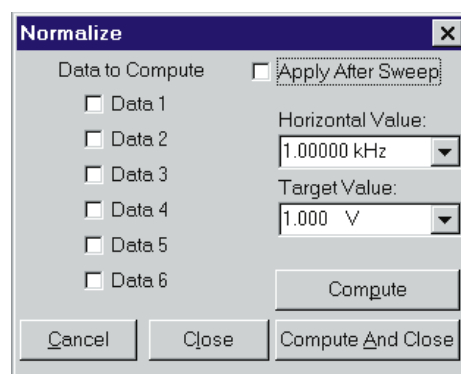 Normalize
Data to Compute
Apply After Sweep
Data 1
Data 2
Data 3
Data 4
Data 5
Data 6
Horizontal Value:
1.00000 kHz
Target Value:
1.000 V
Compute
Cancel
Close
Compute And Close